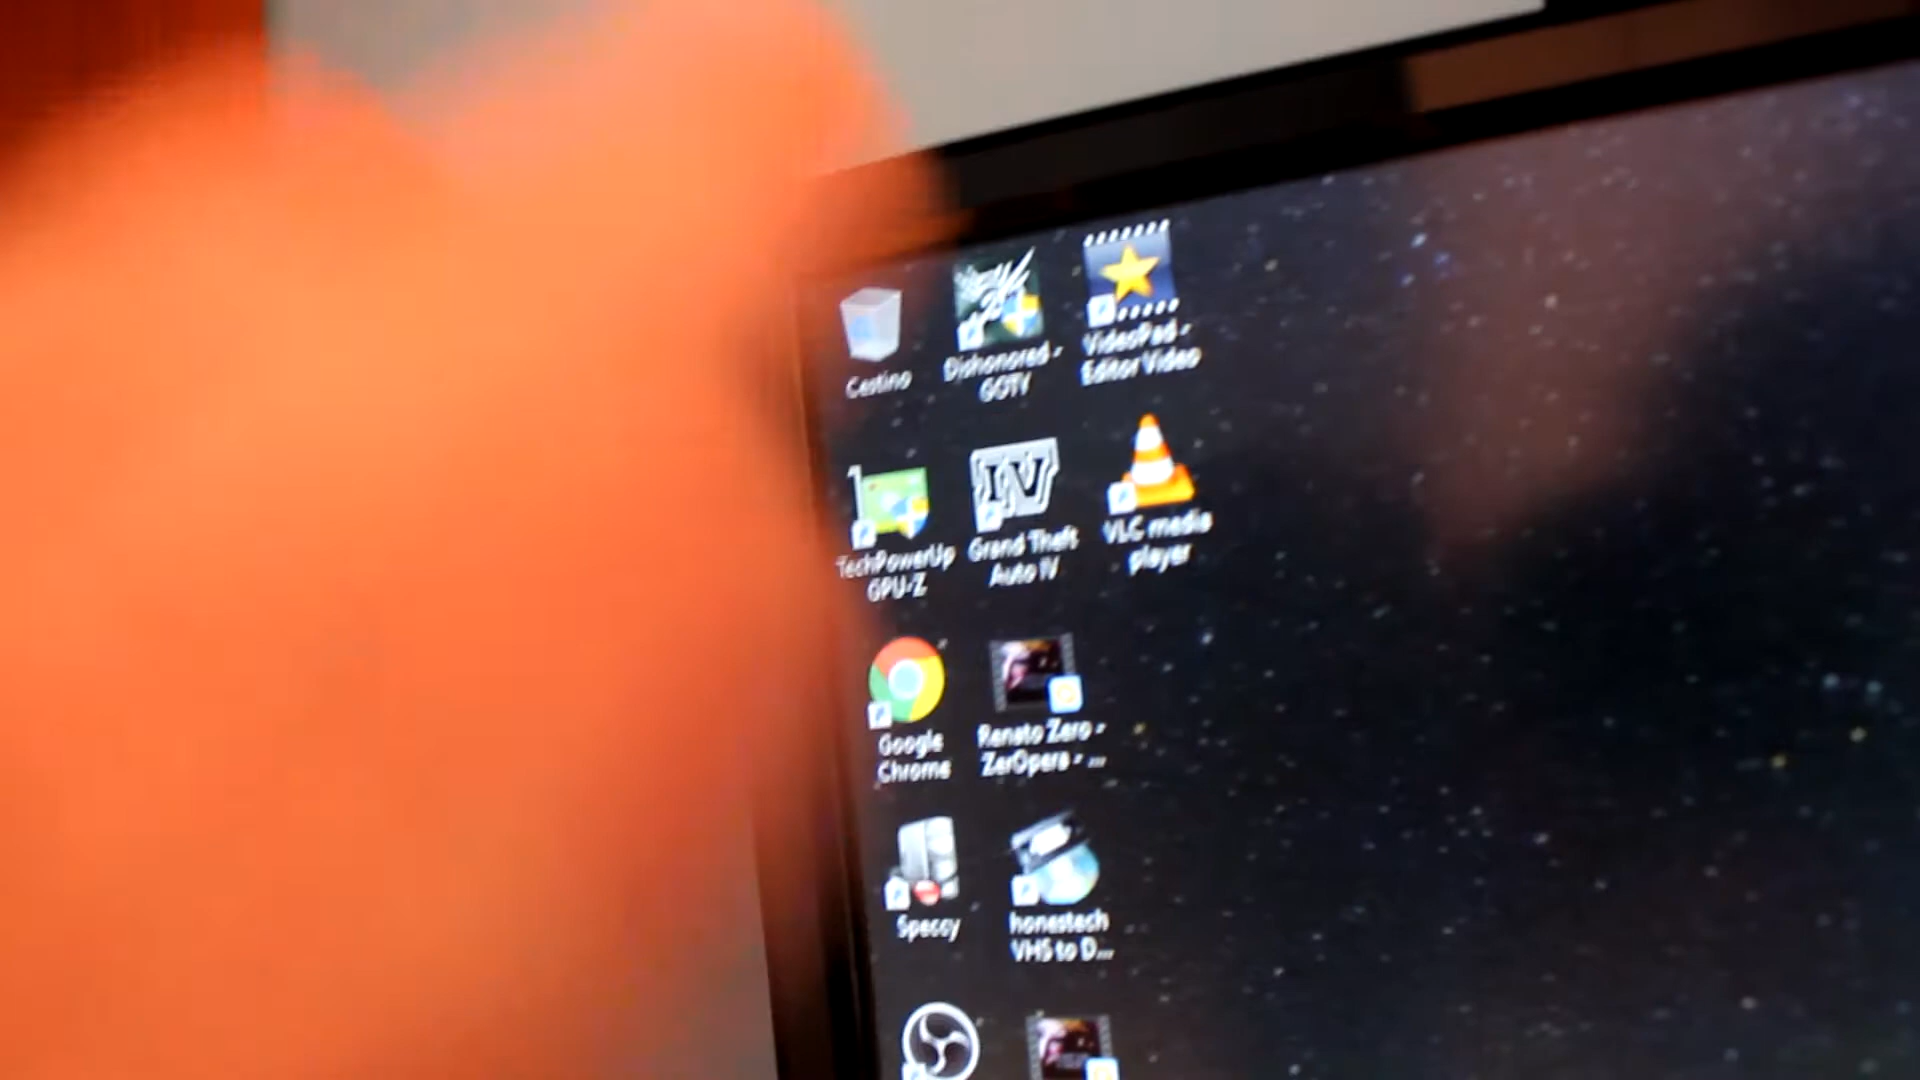 Cestino
Dishonored -
GOTY
VideoPad -
Editor Video
TechPowerUp
GPU-Z
IV
Grand Theft
Auto IV
VLC media
player
Google
Chrome
Renato Zero -
ZerOpera - ...
Speccy
honestech
VHS to D...